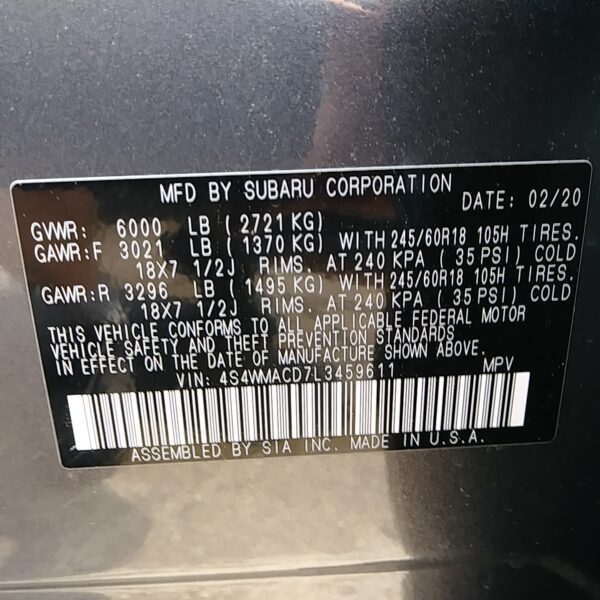 MFD BY SUBARU CORPORATION DATE: 02/20
GVWR: 6000 LB ( 2721 KG)
GAWR:F 3021 LB ( 1370 KG) WITH 245/60R18 105H TIRES.
18X7 1/2J RIMS. AT 240 KPA ( 35 PSI) COLD
GAWR:R 3296 LB ( 1495 KG) WITH 245/60R18 105H TIRES.
18X7 1/2J RIMS. AT 240 KPA ( 35 PSI) COLD
THIS VEHICLE CONFORMS TO ALL APPLICABLE FEDERAL MOTOR
VEHICLE SAFETY AND THEFT PREVENTION STANDARDS
IN EFFECT ON THE DATE OF MANUFACTURE SHOWN ABOVE.
VIN: 4S4WMACD7L3459611 MPV
ASSEMBLED BY SIA INC. MADE IN U.S.A.